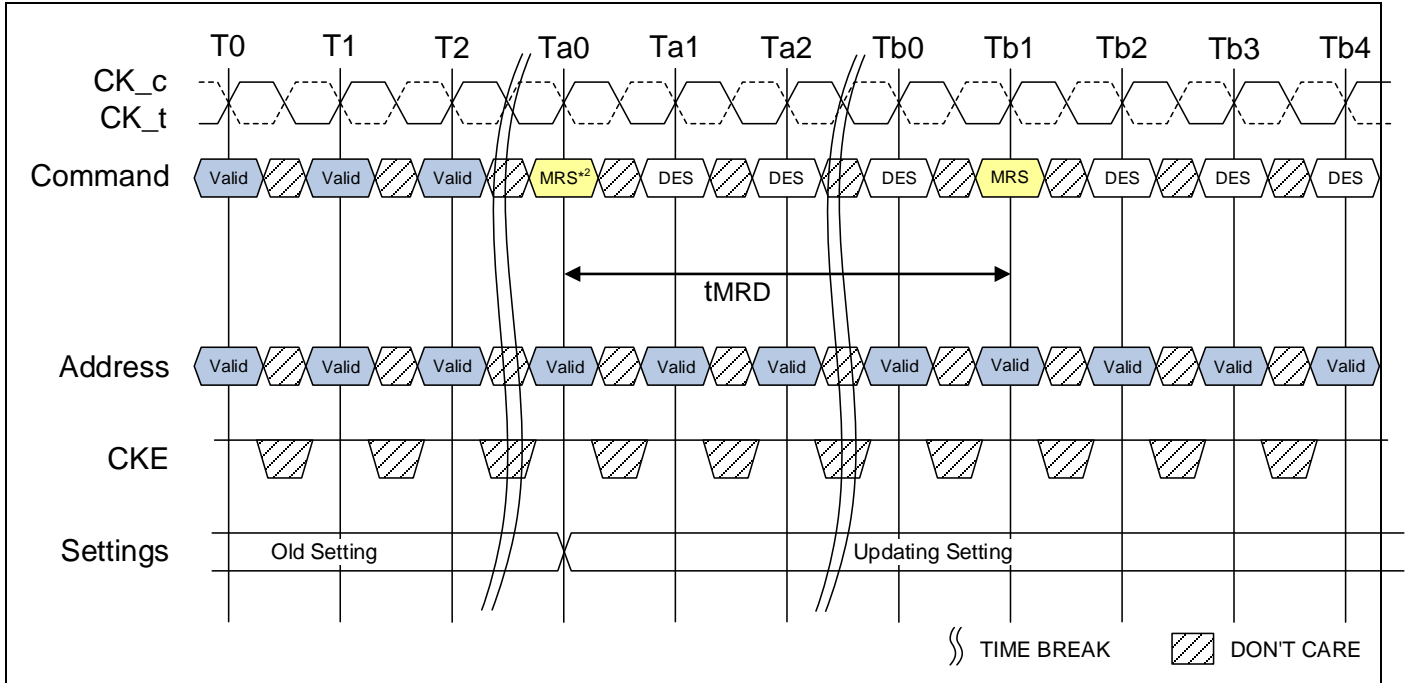 T0 T1 T2 Ta0 Ta1 Ta2 Tb0 Tb1 Tb2 Tb3 Tb4
CK_c
CK_t
Command Valid Valid Valid MRS*2 DES DES DES MRS DES DES DES
tMRD
Address Valid Valid Valid Valid Valid Valid Valid Valid Valid Valid Valid
CKE
Settings Old Setting Updating Setting
TIME BREAK DON'T CARE